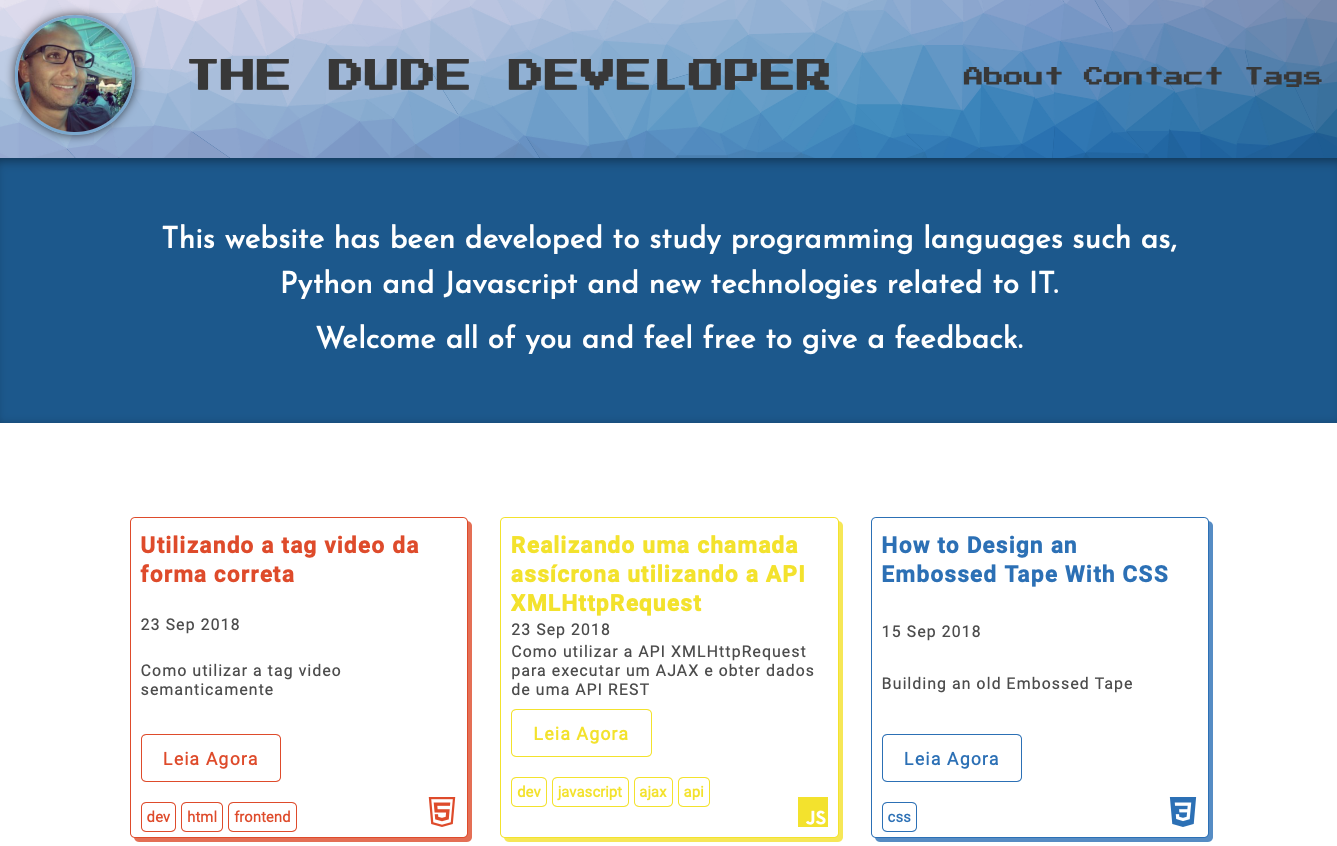 THE DUDE DEVELOPER
About Contact Tags
This website has been developed to study programming languages such as,
Python and Javascript and new technologies related to IT.
Welcome all of you and feel free to give a feedback.
Utilizando a tag video da
forma correta
23 Sep 2018
Como utilizar a tag video
semanticamente
Leia Agora
dev html frontend
5
Realizando uma chamada
assícrona utilizando a API
XMLHttpRequest
23 Sep 2018
Como utilizar a API XMLHttpRequest
para executar um AJAX e obter dados
de uma API REST
Leia Agora
dev javascript ajax api
JS
How to Design an
Embossed Tape With CSS
15 Sep 2018
Building an old Embossed Tape
Leia Agora
css
3